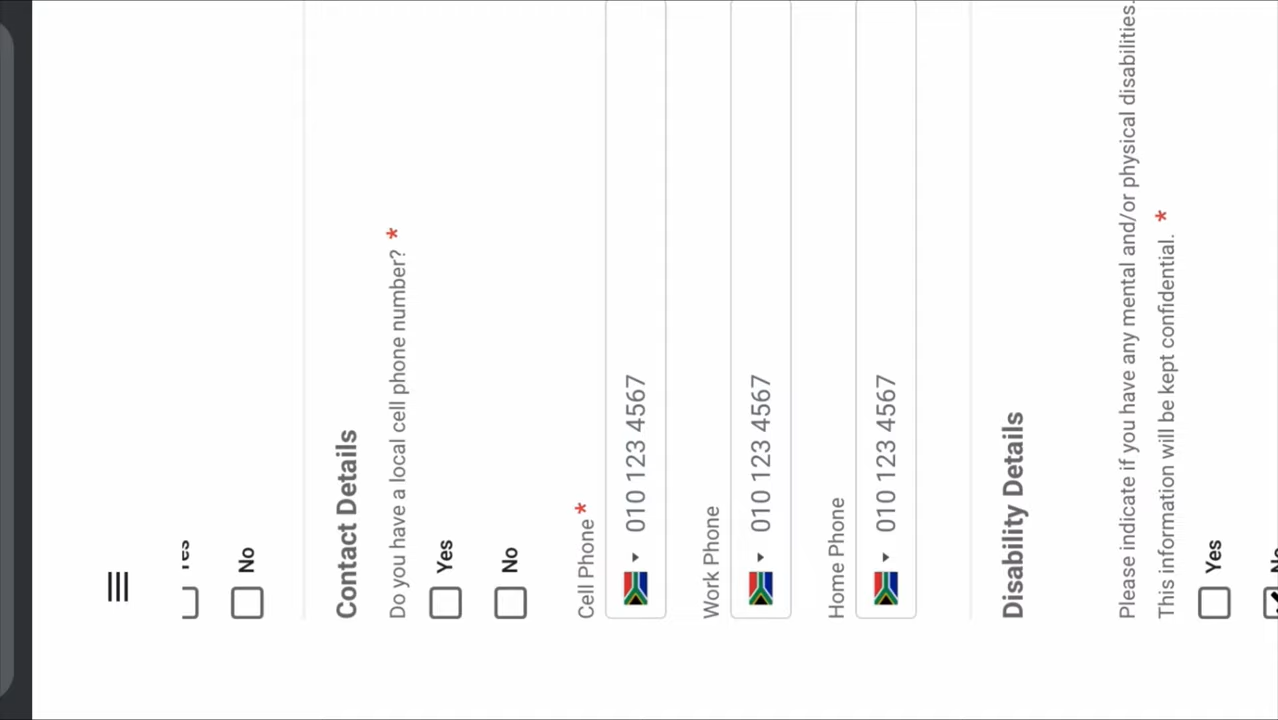 Yes
No
Contact Details
Do you have a local cell phone number? *
Yes
No
Cell Phone *
010 123 4567
Work Phone
010 123 4567
Home Phone
010 123 4567
Disability Details
Please indicate if you have any mental and/or physical disabilities.
This information will be kept confidential. *
Yes
No